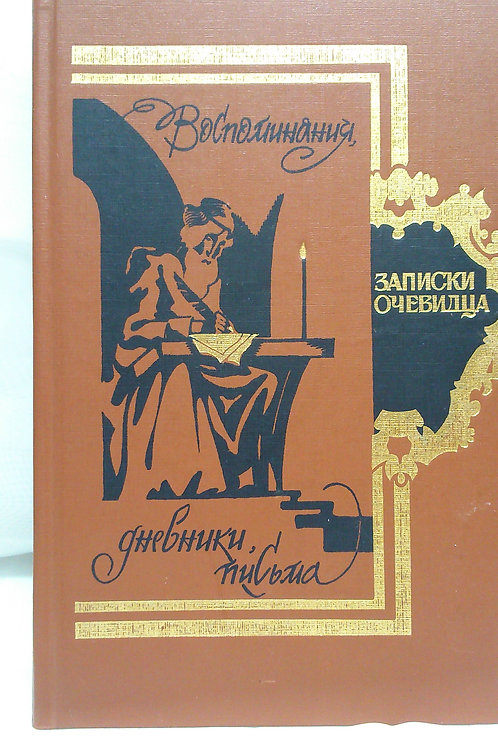 Воспоминания,
ЗАПИСКИ
ОЧЕВИДЦА
дневники,
письма